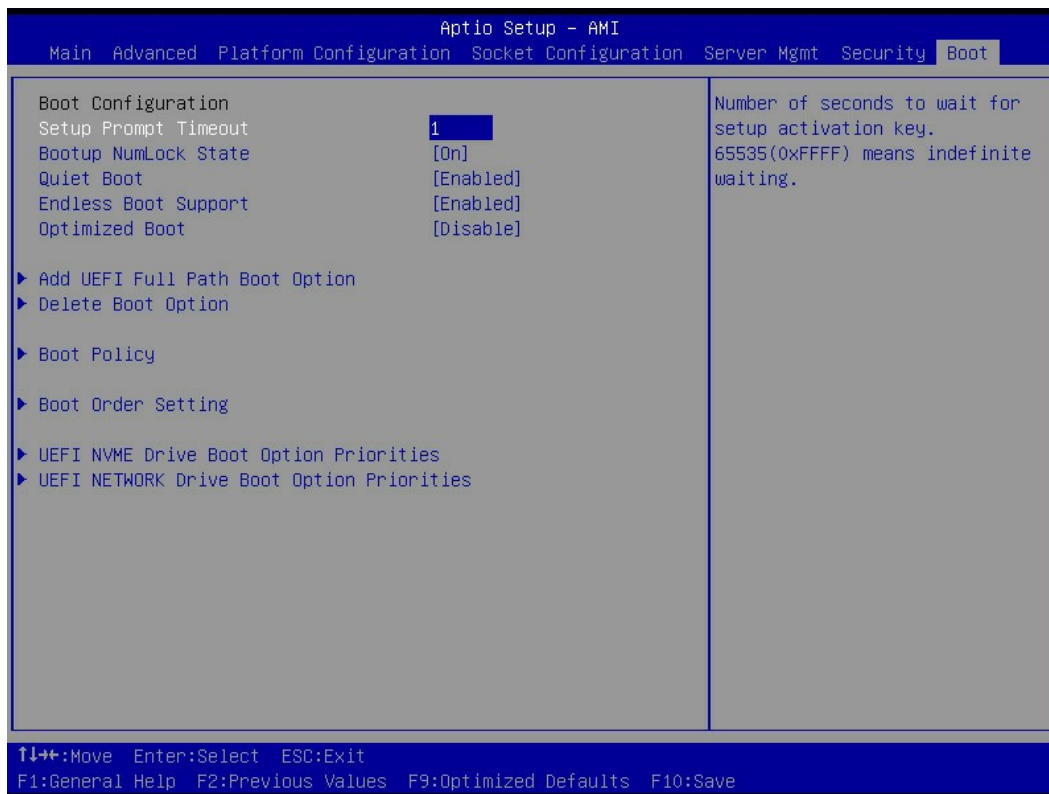 Aptio Setup – AMI
Main Advanced Platform Configuration Socket Configuration Server Mgmt Security Boot
Boot Configuration
Setup Prompt Timeout 1
Bootup NumLock State [On]
Quiet Boot [Enabled]
Endless Boot Support [Enabled]
Optimized Boot [Disable]
▶ Add UEFI Full Path Boot Option
▶ Delete Boot Option
▶ Boot Policy
▶ Boot Order Setting
▶ UEFI NVME Drive Boot Option Priorities
▶ UEFI NETWORK Drive Boot Option Priorities
Number of seconds to wait for
setup activation key.
65535(0xFFFF) means indefinite
waiting.
↑↓→←:Move Enter:Select ESC:Exit
F1:General Help F2:Previous Values F9:Optimized Defaults F10:Save